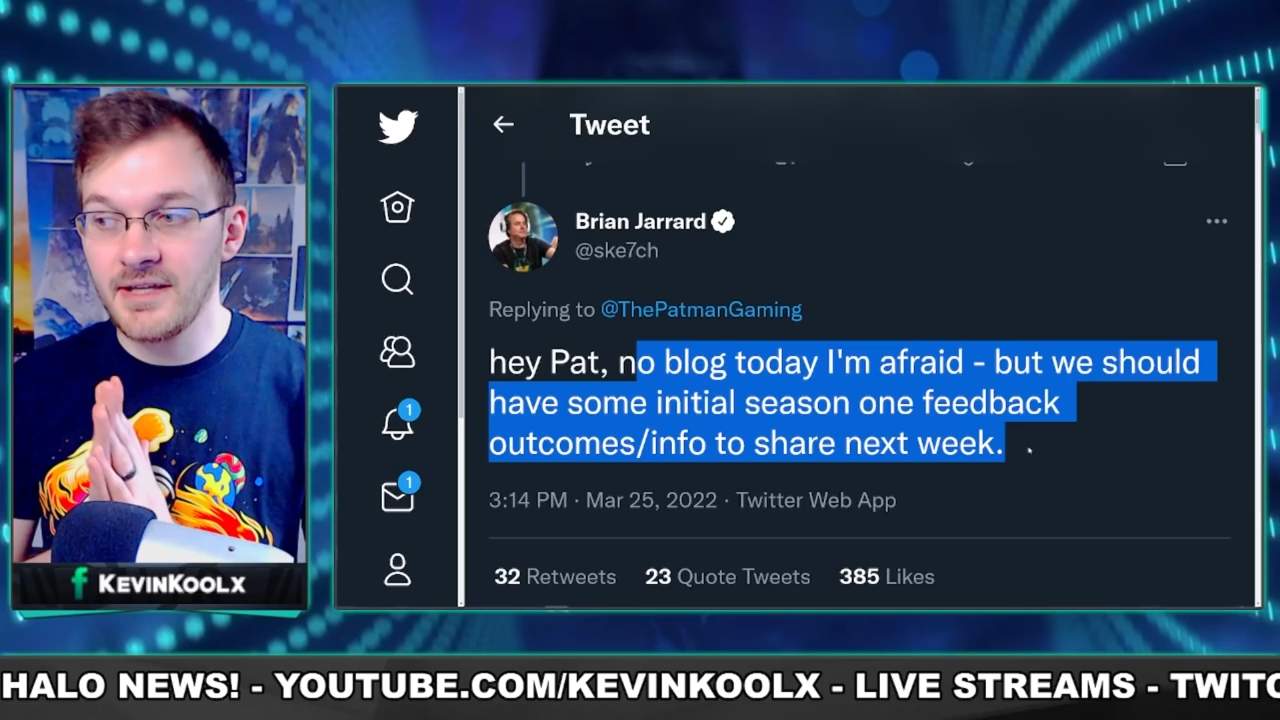 Tweet
Brian Jarrard
@ske7ch
Replying to @ThePatmanGaming
hey Pat, no blog today I'm afraid - but we should
have some initial season one feedback
outcomes/info to share next week.
3:14 PM · Mar 25, 2022 · Twitter Web App
32 Retweets 23 Quote Tweets 385 Likes
1
1
f KEVINKOOLX
HALO NEWS! - YOUTUBE.COM/KEVINKOOLX - LIVE STREAMS - TWITC